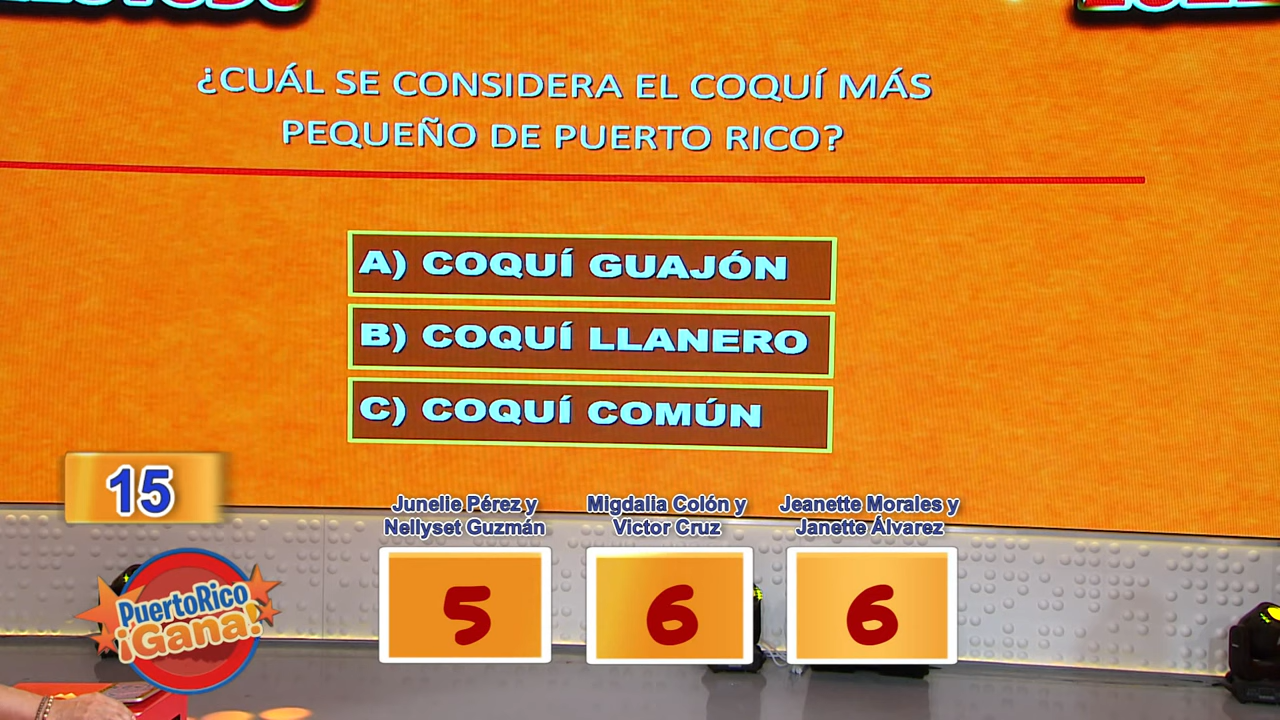 ¿CUÁL SE CONSIDERA EL COQUÍ MÁS
PEQUEÑO DE PUERTO RICO?
A) COQUÍ GUAJÓN
B) COQUÍ LLANERO
C) COQUÍ COMÚN
15
Junelie Pérez y
Nellyset Guzmán
Migdalia Colón y
Victor Cruz
Jeanette Morales y
Janette Álvarez
5
6
6
PuertoRico
¡Gana!